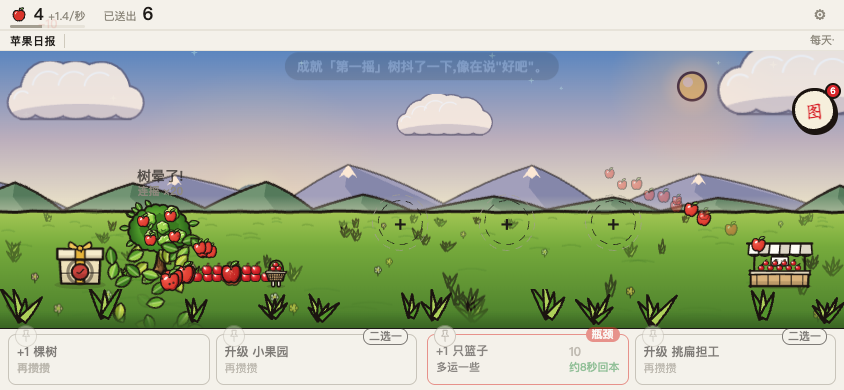 4 +1.4/秒 已送出 6
10
苹果日报 每天
成就「第一摇」树抖了一下,像在说“好吧”。
6
图
树晕了!
+1 棵树
再攒攒
二选一
升级 小果园
再攒攒
瓶颈
+1 只篮子 10
多运一些 约8秒回本
二选一
升级 挑扁担工
再攒攒